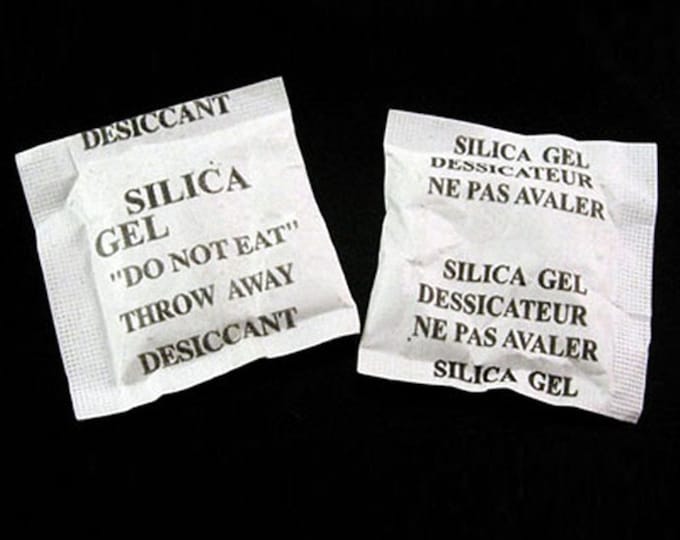 DESICCANT
SILICA
GEL
"DO NOT EAT"
THROW AWAY
DESICCANT
SILICA GEL
DESSICATEUR
NE PAS AVALER
SILICA GEL
DESSICATEUR
NE PAS AVALER
SILICA GEL